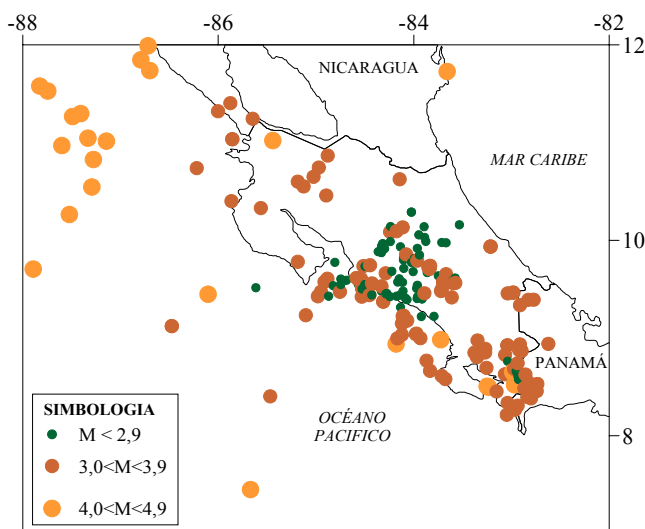 -88 -86 -84 -82
12
NICARAGUA
MAR CARIBE
10
PANAMÁ
SIMBOLOGIA
M < 2,9
3,0<M<3,9
4,0<M<4,9
OCÉANO
PACIFICO
8